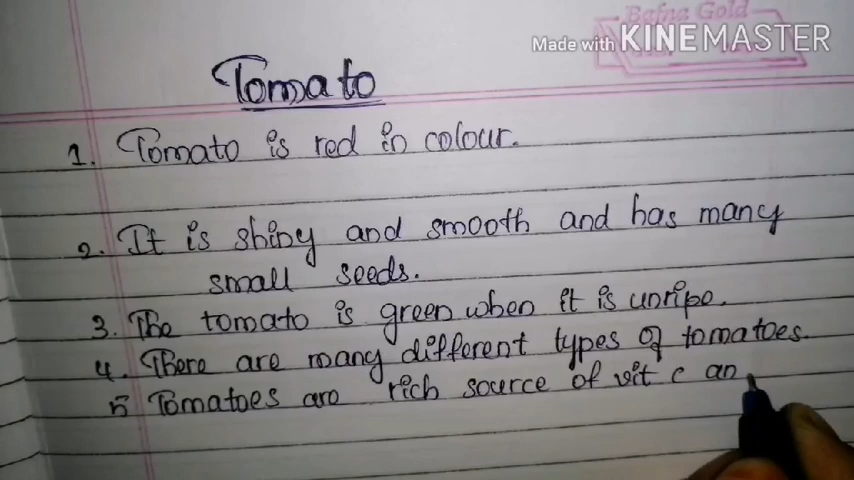 Bafna Gold
Made with KINEMASTER
Tomato
1. Tomato is red in colour.
2. It is shiny and smooth and has many
small seeds.
3. The tomato is green when it is unripe.
4. There are many different types of tomatoes.
5 Tomatoes are rich source of vit c an